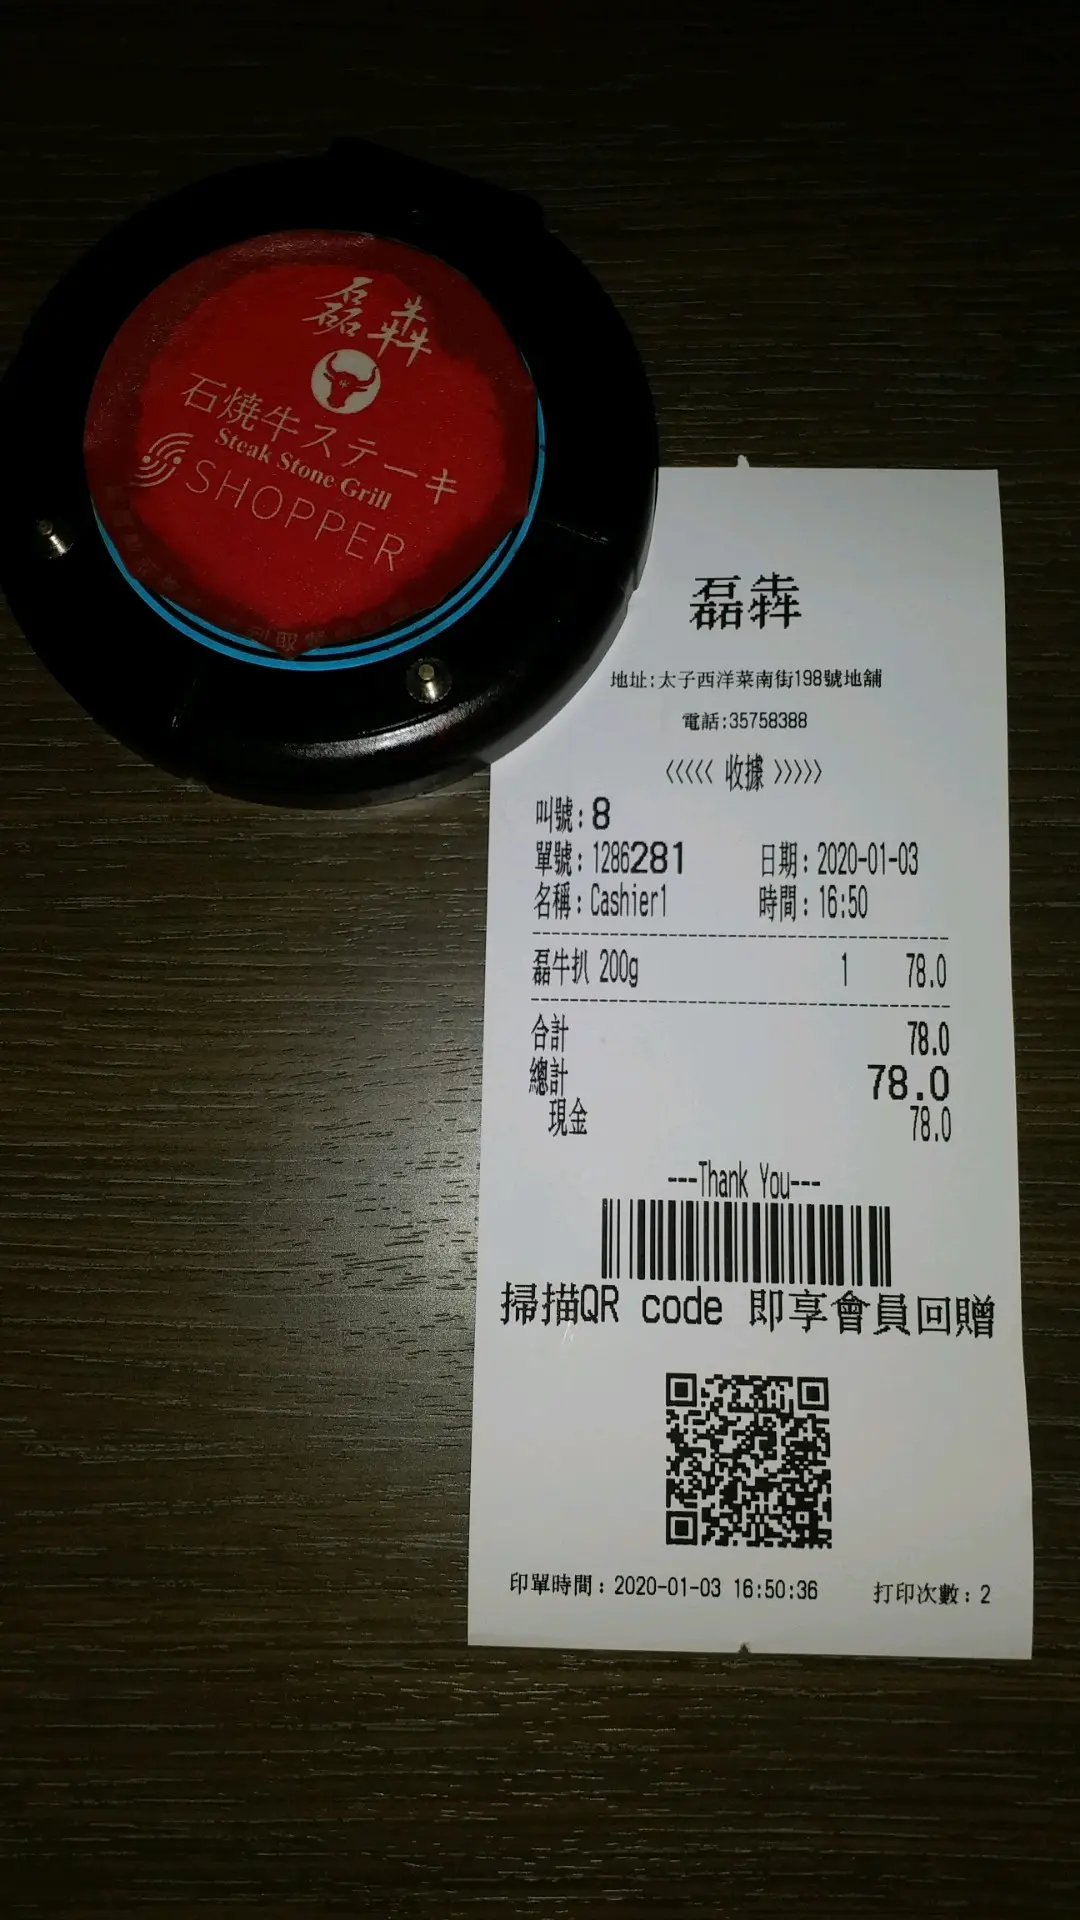 磊犇
石燒牛ステーキ
Steak Stone Grill
SHOPPER
磊犇
地址:太子西洋菜南街198號地舖
電話:35758388
<<<<< 收據 >>>>>
叫號:8
單號:1286281 日期:2020-01-03
名稱:Cashier1 時間:16:50
磊牛扒 200g 1 78.0
合計 78.0
總計 78.0
現金 78.0
---Thank You---
掃描QR code 即享會員回贈
印單時間:2020-01-03 16:50:36 打印次數:2